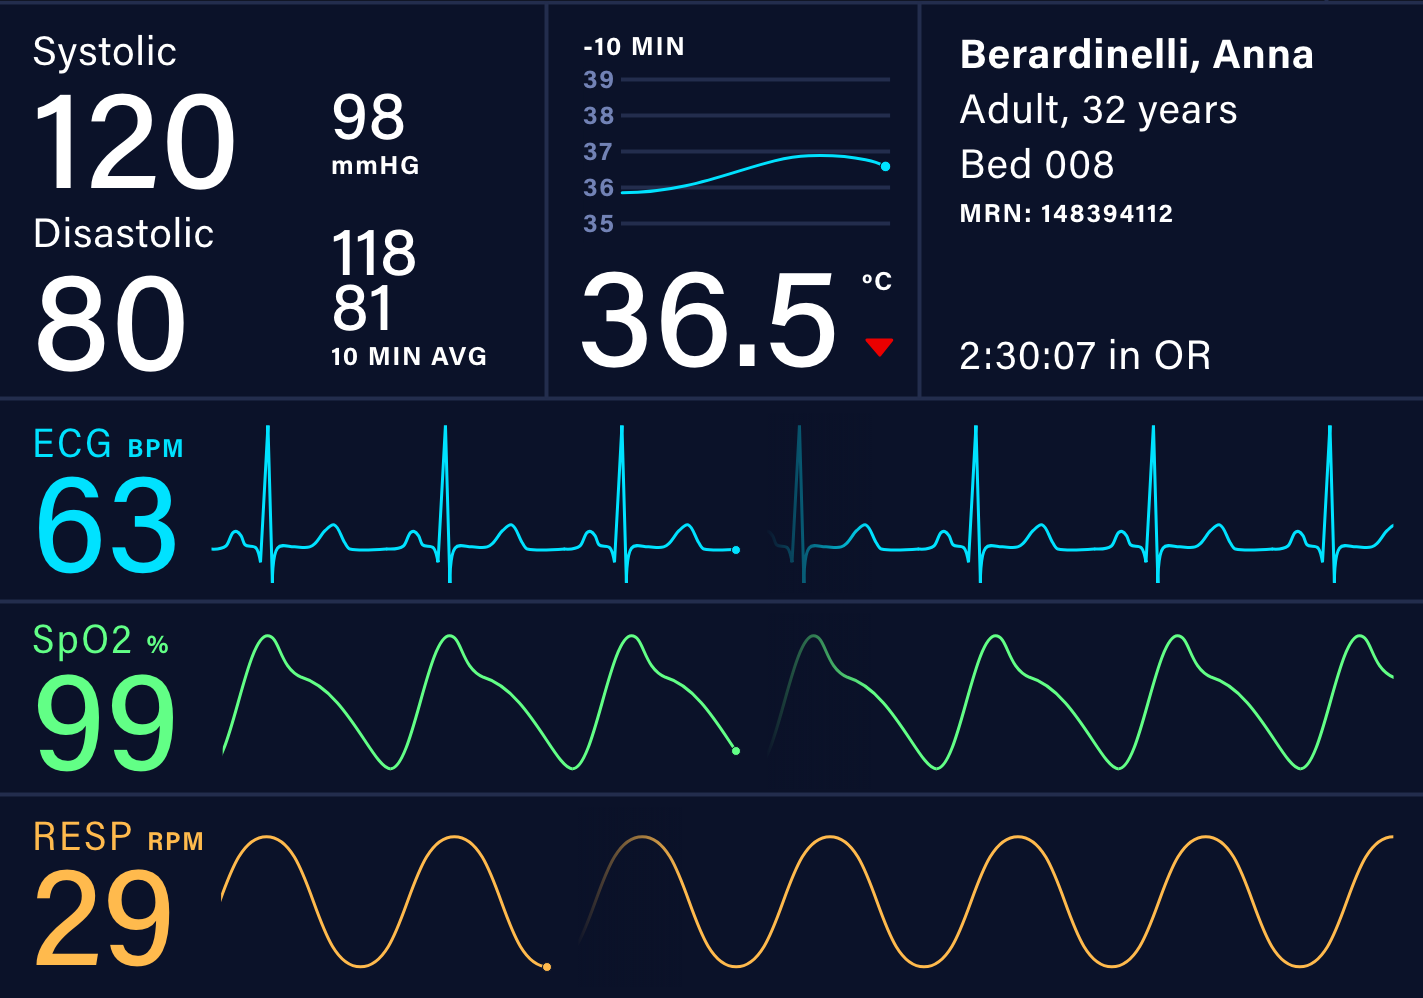 Systolic
120
98
mmHG
Disastolic
80
118
81
10 MIN AVG
-10 MIN
39
38
37
36
35
36.5
°C
Berardinelli, Anna
Adult, 32 years
Bed 008
MRN: 148394112
2:30:07 in OR
ECG BPM
63
SpO2 %
99
RESP RPM
29